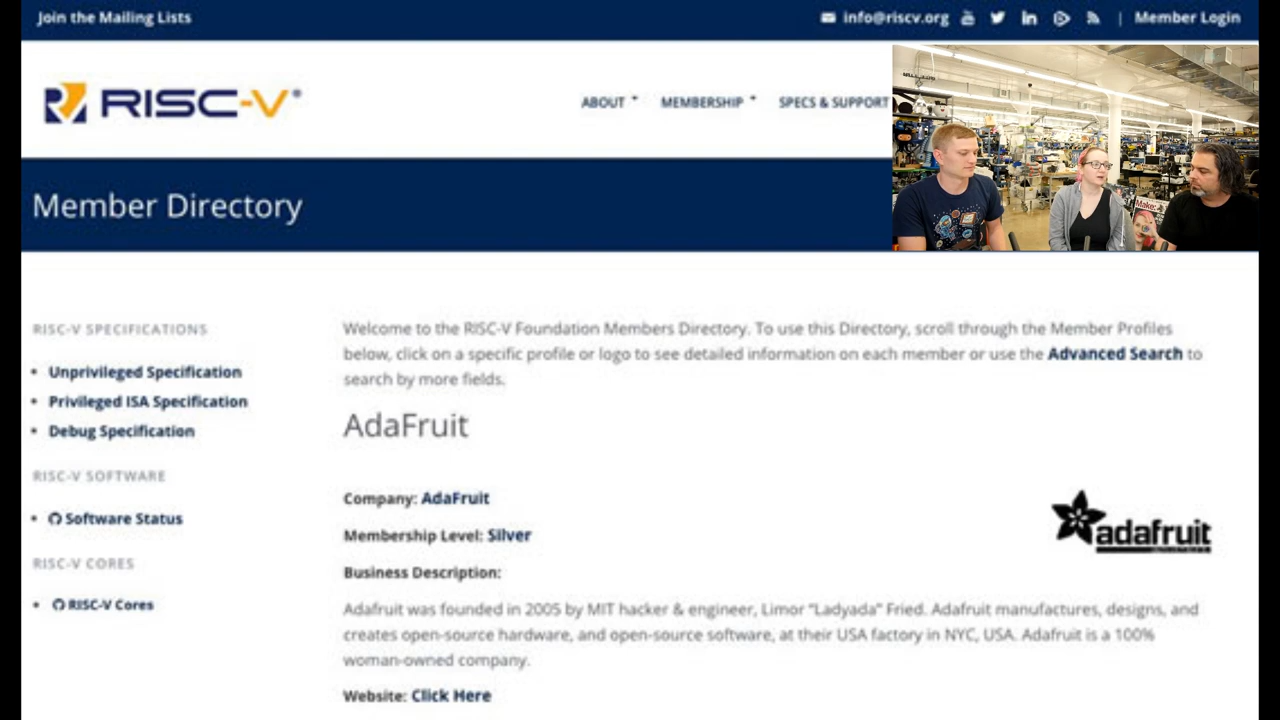 Join the Mailing Lists
info@riscv.org | Member Login
RISC-V®
ABOUT MEMBERSHIP SPECS & SUPPORT
Make:
Member Directory
RISC-V SPECIFICATIONS
• Unprivileged Specification
• Privileged ISA Specification
• Debug Specification
RISC-V SOFTWARE
• Software Status
RISC-V CORES
• RISC-V Cores
Welcome to the RISC-V Foundation Members Directory. To use this Directory, scroll through the Member Profiles
below, click on a specific profile or logo to see detailed information on each member or use the Advanced Search to
search by more fields.
AdaFruit
Company: AdaFruit
Membership Level: Silver
Business Description:
adafruit
Adafruit was founded in 2005 by MIT hacker & engineer, Limor "Ladyada" Fried. Adafruit manufactures, designs, and
creates open-source hardware, and open-source software, at their USA factory in NYC, USA. Adafruit is a 100%
woman-owned company.
Website: Click Here